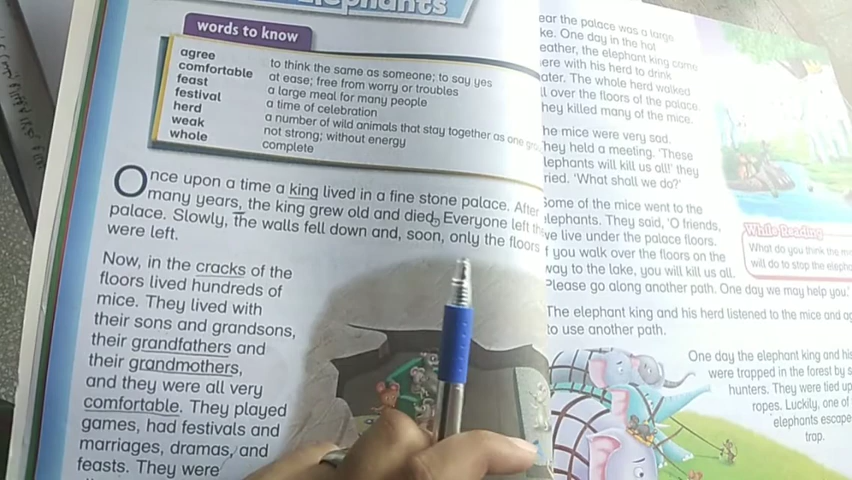 Elephants
words to know
agree to think the same as someone; to say yes
comfortable at ease; free from worry or troubles
feast a large meal for many people
festival a time of celebration
herd a number of wild animals that stay together as one
weak not strong; without energy
whole complete
Once upon a time a king lived in a fine stone palace. After
many years, the king grew old and died. Everyone left the
palace. Slowly, the walls fell down and, soon, only the floors
were left.
Now, in the cracks of the
floors lived hundreds of
mice. They lived with
their sons and grandsons,
their grandfathers and
their grandmothers,
and they were all very
comfortable. They played
games, had festivals and
marriages, dramas, and
feasts. They were
ear the palace was a large
ke. One day in the hot
eather, the elephant king came
ere with his herd to drink
ater. The whole herd walked
ll over the floors of the palace.
hey killed many of the mice.
he mice were very sad.
hey held a meeting. 'These
lephants will kill us all!' they
ried. 'What shall we do?'
Some of the mice went to the
lephants. They said, 'O friends,
we live under the palace floors.
f you walk over the floors on the
way to the lake, you will kill us all.
Please go along another path. One day we may help you.'
The elephant king and his herd listened to the mice and
to use another path.
One day the elephant king and his
were trapped in the forest by
hunters. They were tied up
ropes. Luckily, one of
elephants escape
trap.
While Reading
What do you think the
will do to stop the